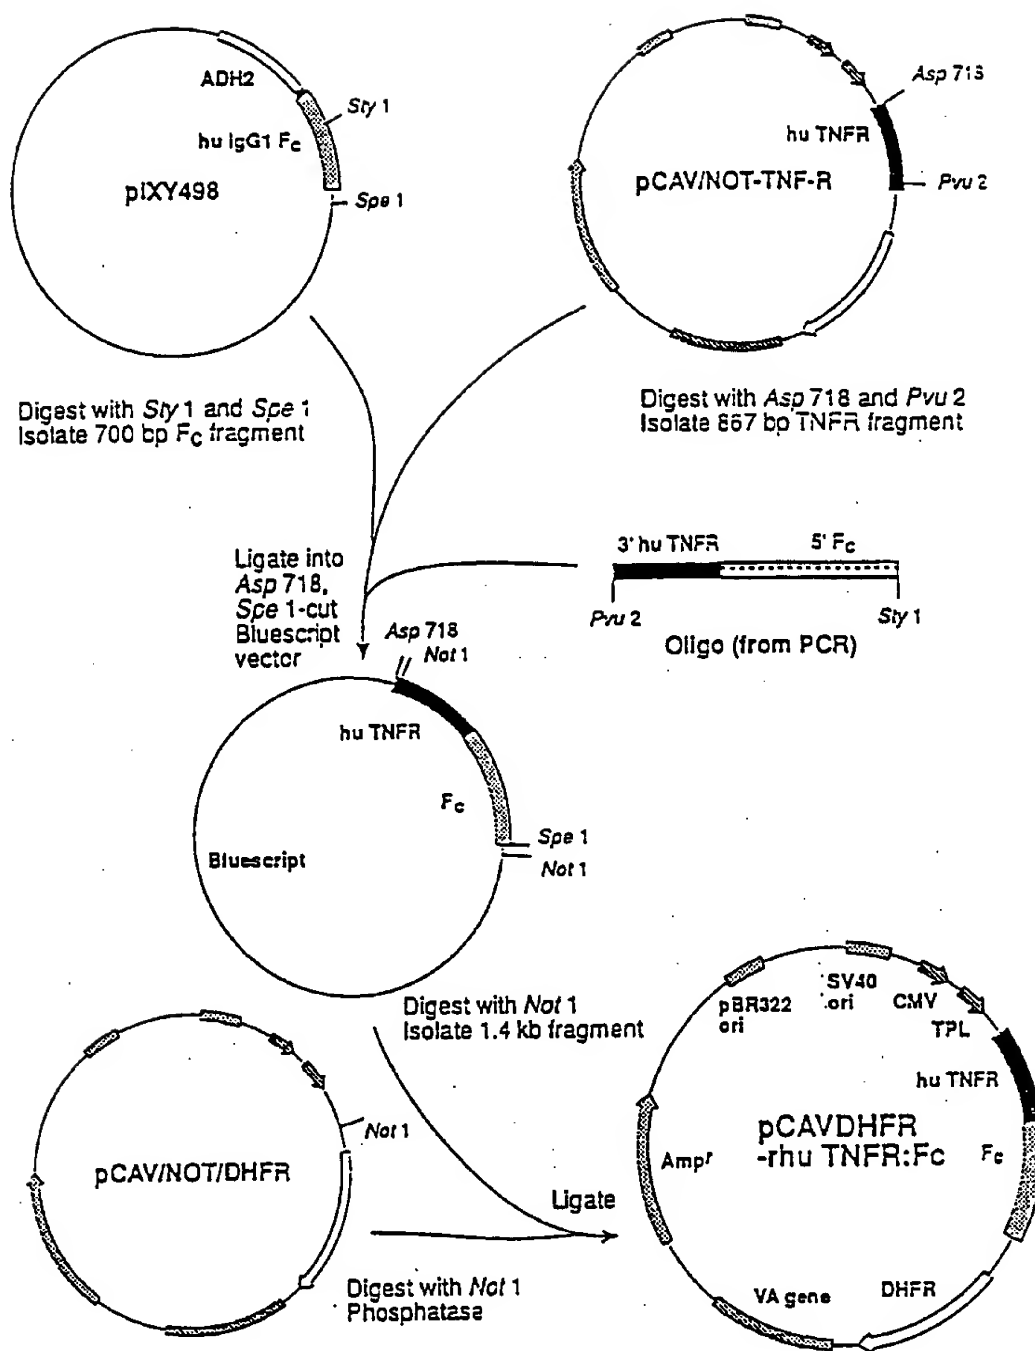 ADH2
Sty 1
hu IgG1 Fc
pIXY498
Spe 1
Asp 718
hu TNFR
pCAV/NOT-TNF-R
Pvu 2
Digest with Sty 1 and Spe 1
Isolate 700 bp Fc fragment
Digest with Asp 718 and Pvu 2
Isolate 867 bp TNFR fragment
Ligate into
Asp 718,
Spe 1-cut
Bluescript
vector
3' hu TNFR
5' Fc
Pvu 2
Sty 1
Oligo (from PCR)
Asp 718
Not 1
hu TNFR
Fc
Spe 1
Not 1
Bluescript
Digest with Not 1
Isolate 1.4 kb fragment
pCAV/NOT/DHFR
Not 1
Digest with Not 1
Phosphatase
Ligate
pBR322
ori
SV40
ori
CMV
TPL
hu TNFR
pCAVDHFR
-rhu TNFR:Fc
Fc
Ampr
DHFR
VA gene